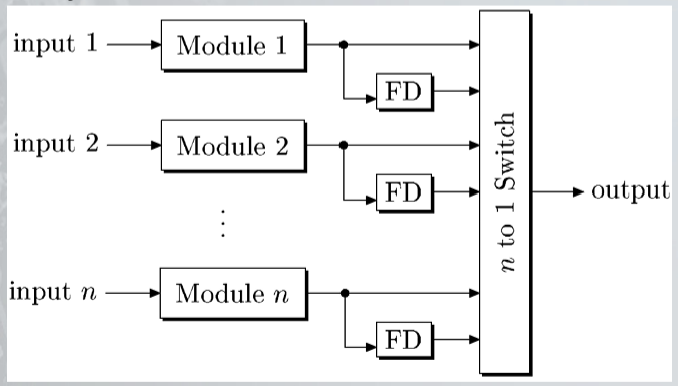 input 1 Module 1
FD
input 2 Module 2
FD
⋮
input n Module n
FD
n to 1 Switch
output